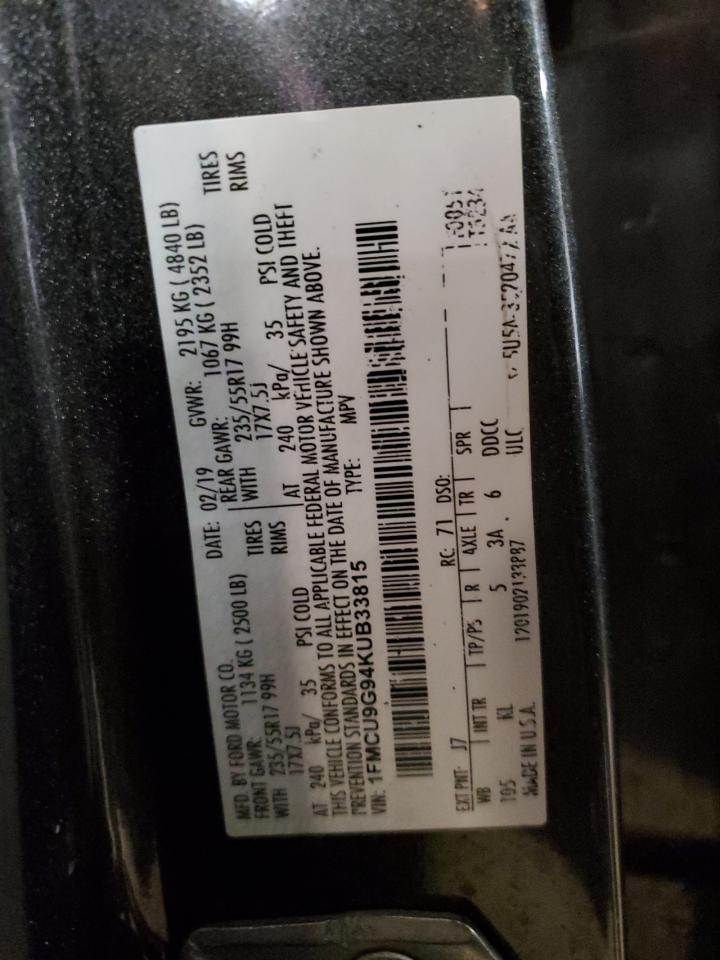 MFD. BY FORD MOTOR CO. DATE: 02/19 GVWR: 2195 KG ( 4840 LB)
FRONT GAWR: 1134 KG ( 2500 LB) REAR GAWR: 1067 KG ( 2352 LB)
WITH 235/55R17 99H TIRES WITH 235/55R17 99H TIRES
17X7.5J RIMS 17X7.5J RIMS
AT 240 kPa/ 35 PSI COLD AT 240 kPa/ 35 PSI COLD
THIS VEHICLE CONFORMS TO ALL APPLICABLE FEDERAL MOTOR VEHICLE SAFETY AND THEFT
PREVENTION STANDARDS IN EFFECT ON THE DATE OF MANUFACTURE SHOWN ABOVE.
VIN: 1FMCU9G94KUB33815 TYPE: MPV
EXT PNT: J7 RC: 71 DSO:
WB INT TR TP/PS R AXLE TR SPR
105 KL 5 3A 6 DDCC
MADE IN U.S.A. ULC